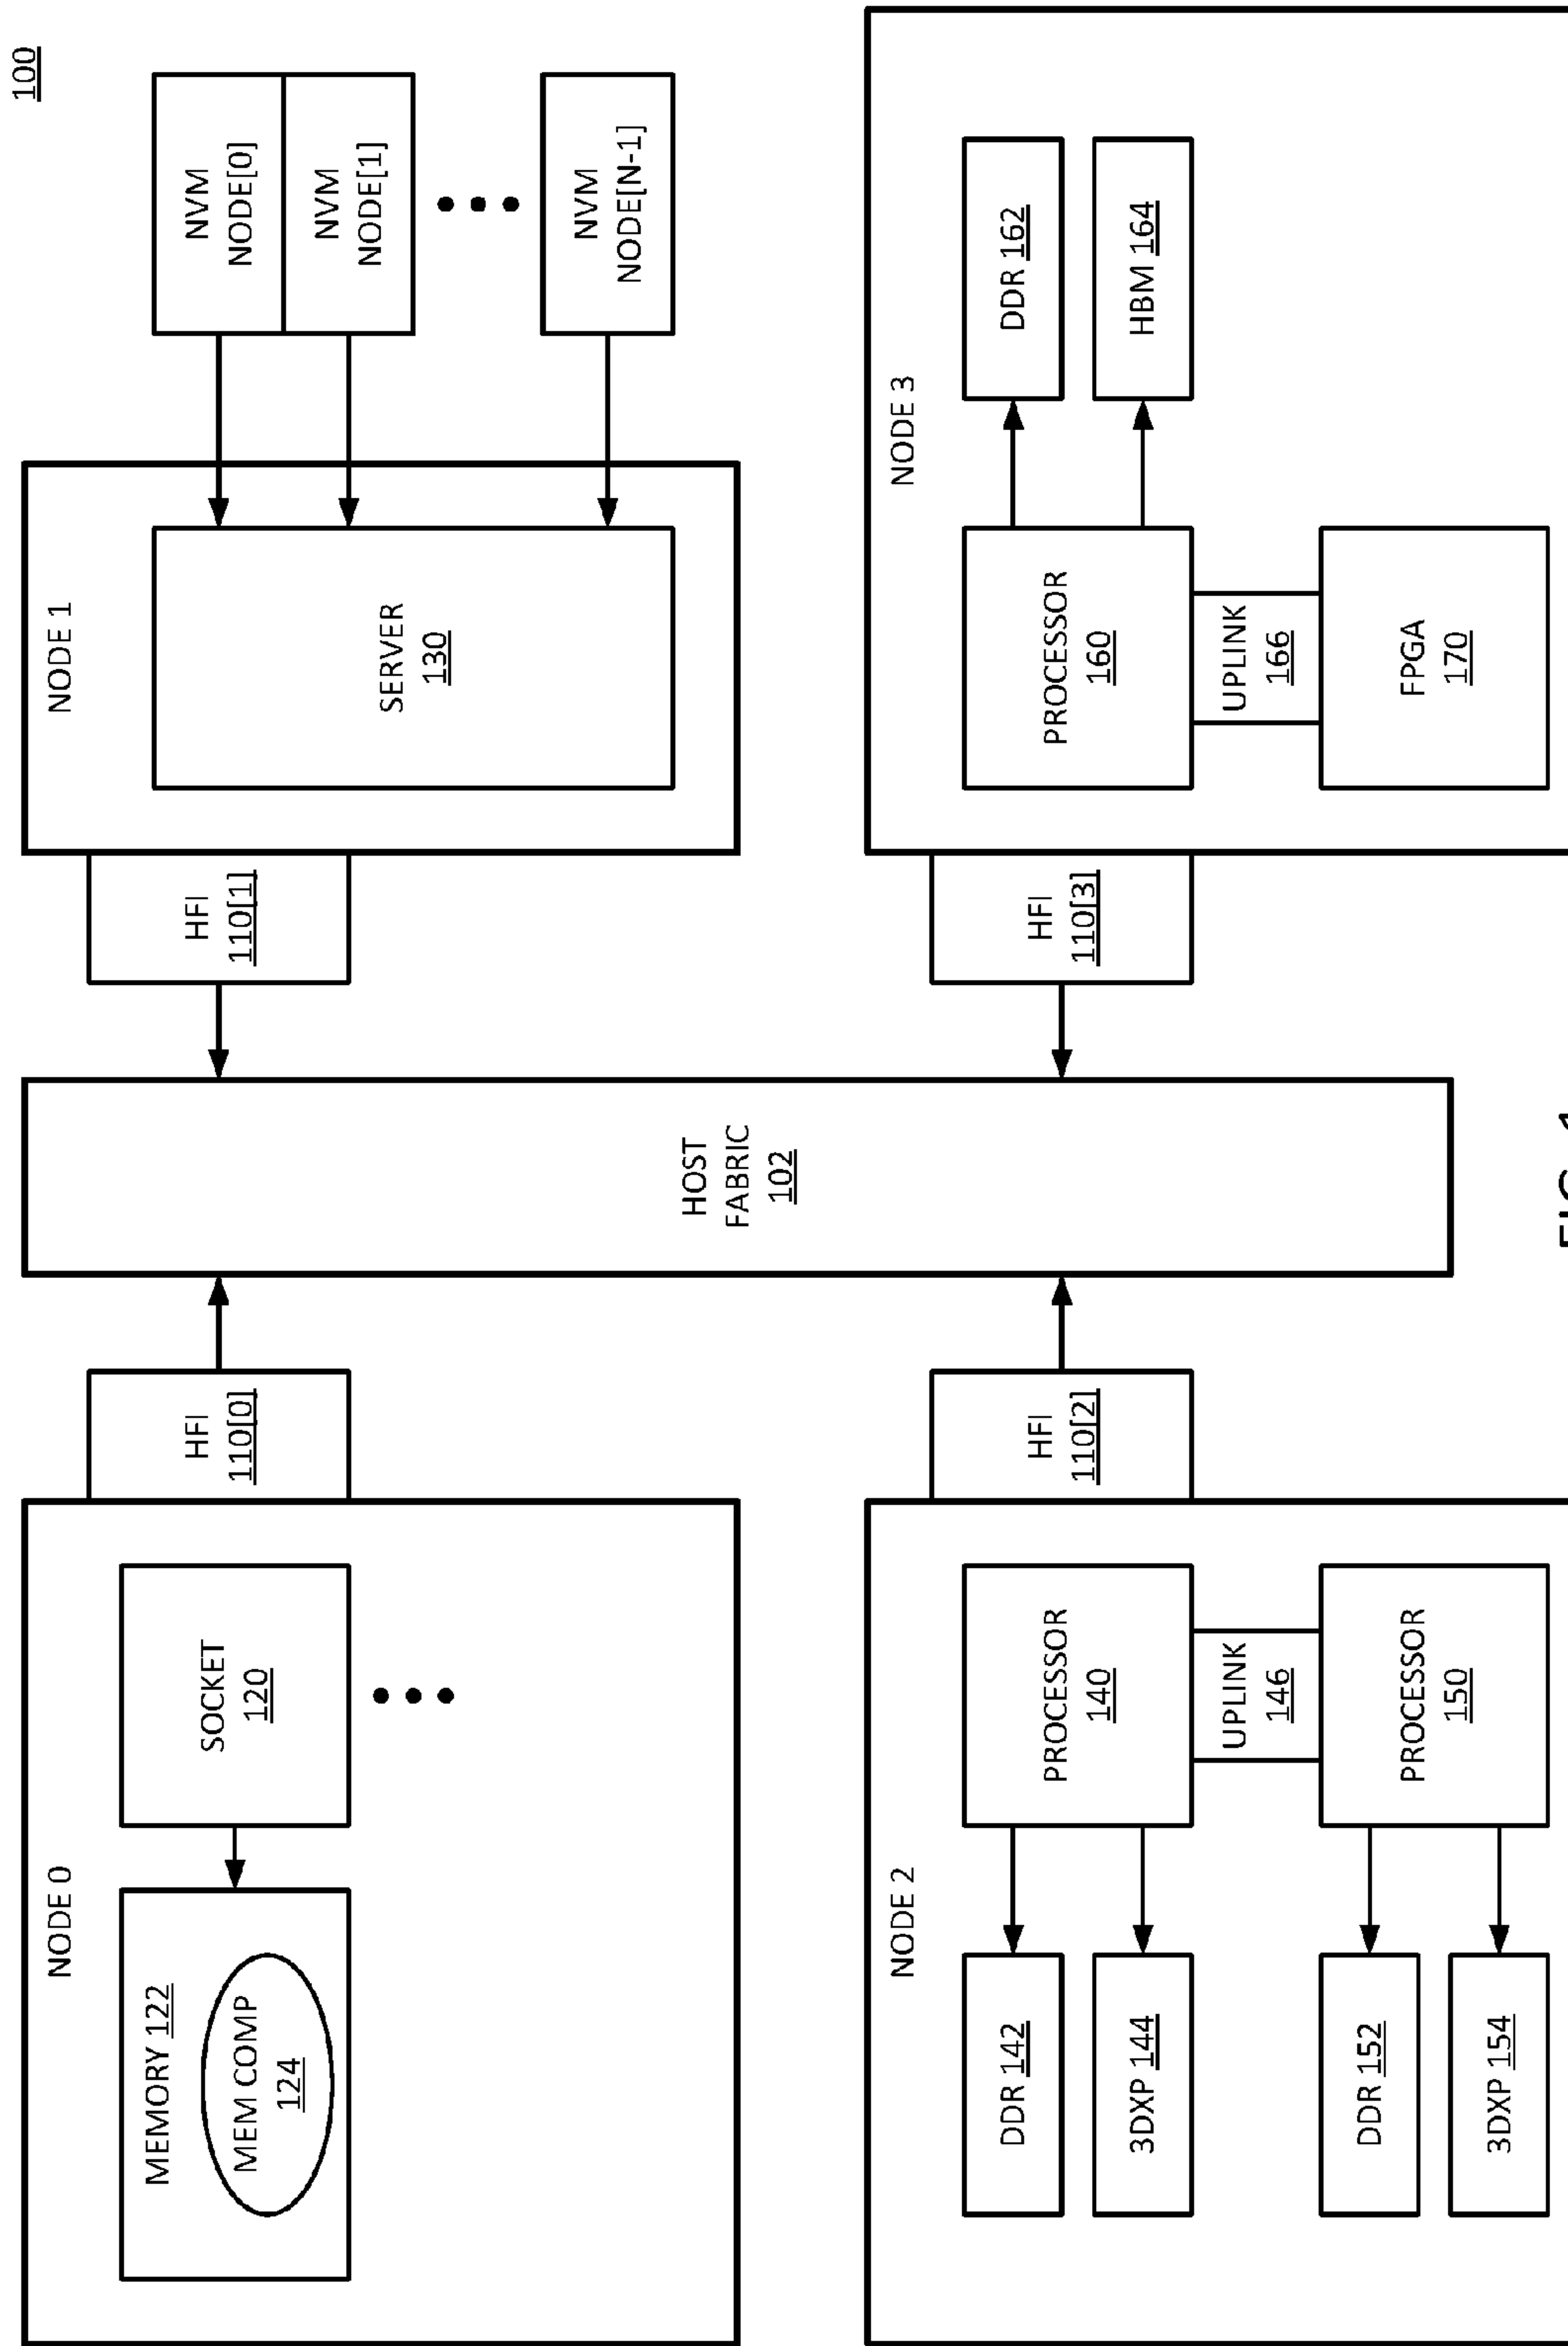 100
NODE 0
MEMORY 122
MEM COMP
124
SOCKET
120
HFI
110[0]
HOST
FABRIC
102
HFI
110[1]
NODE 1
SERVER
130
NVM
NODE[0]
NVM
NODE[1]
NVM
NODE[N-1]
NODE 2
DDR 142
3DXP 144
PROCESSOR
140
UPLINK
146
DDR 152
3DXP 154
PROCESSOR
150
HFI
110[2]
HFI
110[3]
NODE 3
PROCESSOR
160
UPLINK
166
FPGA
170
DDR 162
HBM 164